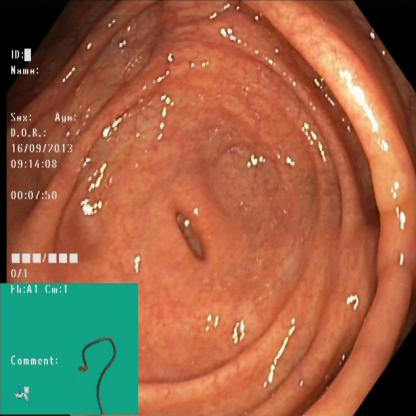 ID:
Name:
Sex: Age:
D.O.B.:
16/09/2013
09:14:08
00:07:50
■■■/■■■
0/1
Eh:A1 Cm:1
Comment: